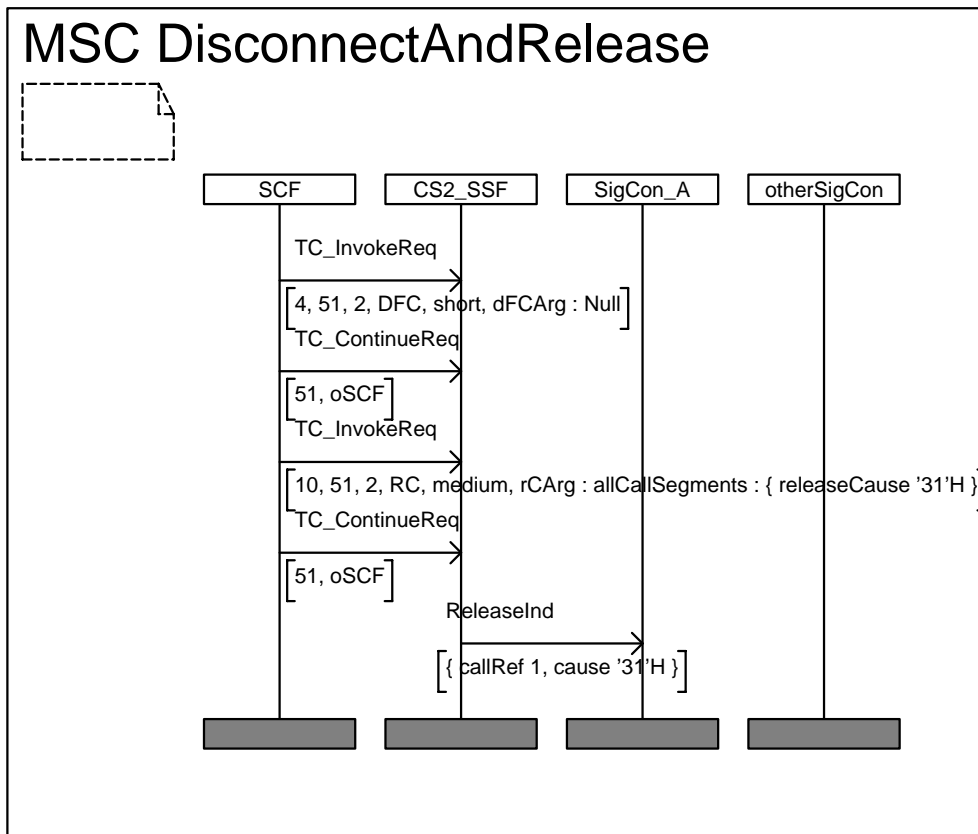 MSC DisconnectAndRelease
SCF
CS2_SSF
SigCon_A
otherSigCon
TC_InvokeReq
4, 51, 2, DFC, short, dFCArg : Null
TC_ContinueReq
51, oSCF
TC_InvokeReq
10, 51, 2, RC, medium, rCArg : allCallSegments : { releaseCause ’31’H }
TC_ContinueReq
51, oSCF
ReleaseInd
{ callRef 1, cause ’31’H }